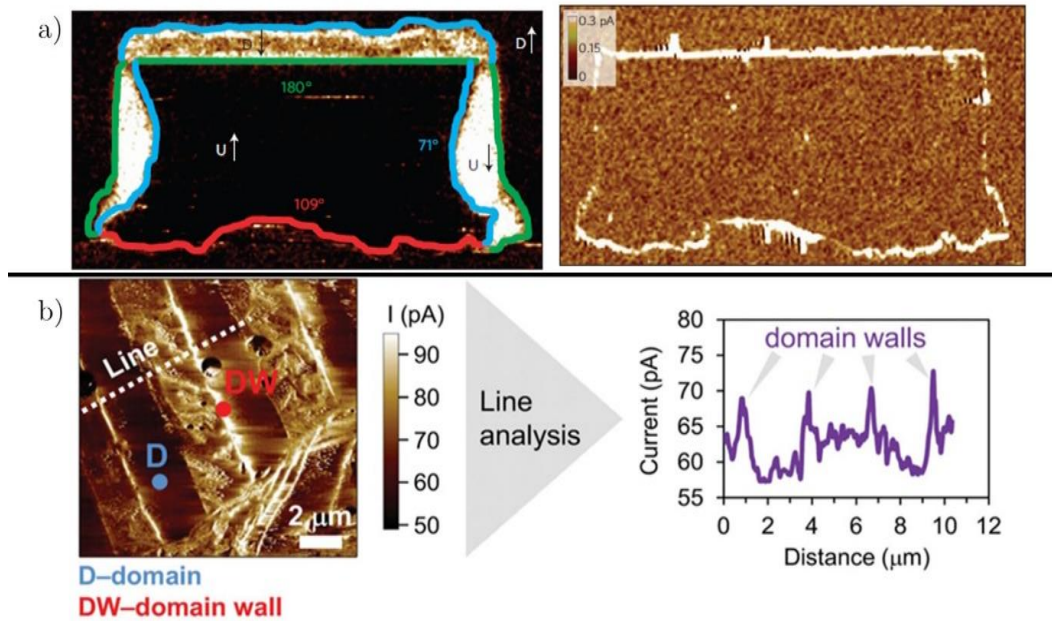 a)
D
D
180°
U
71°
U
109°
0.3 pA
0.15
0
b)
I (pA)
Line
DW
D
2 μm
90
80
70
60
50
D–domain
DW–domain wall
Line
analysis
domain walls
Current (pA)
80
75
70
65
60
55
0 2 4 6 8 10 12
Distance (μm)